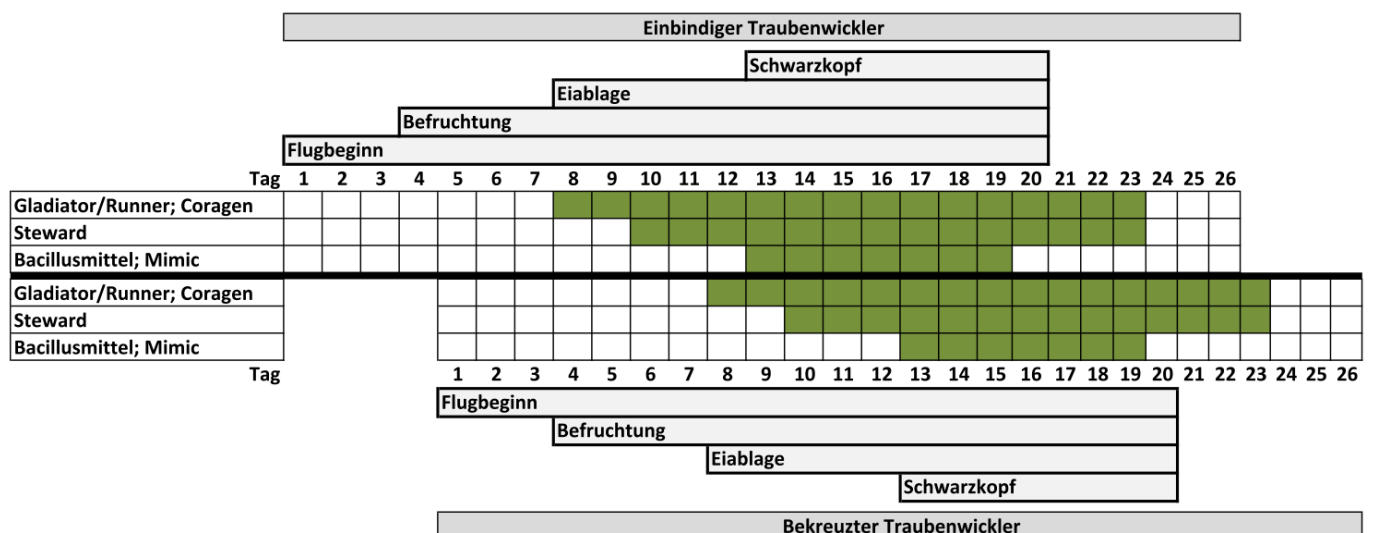 Einbindiger Traubenwickler
Schwarzkopf
Eiablage
Befruchtung
Flugbeginn
Tag 1 2 3 4 5 6 7 8 9 10 11 12 13 14 15 16 17 18 19 20 21 22 23 24 25 26
Gladiator/Runner; Coragen
Steward
Bacillusmittel; Mimic
Gladiator/Runner; Coragen
Steward
Bacillusmittel; Mimic
Tag 1 2 3 4 5 6 7 8 9 10 11 12 13 14 15 16 17 18 19 20 21 22 23 24 25 26
Flugbeginn
Befruchtung
Eiablage
Schwarzkopf
Bekreuzter Traubenwickler